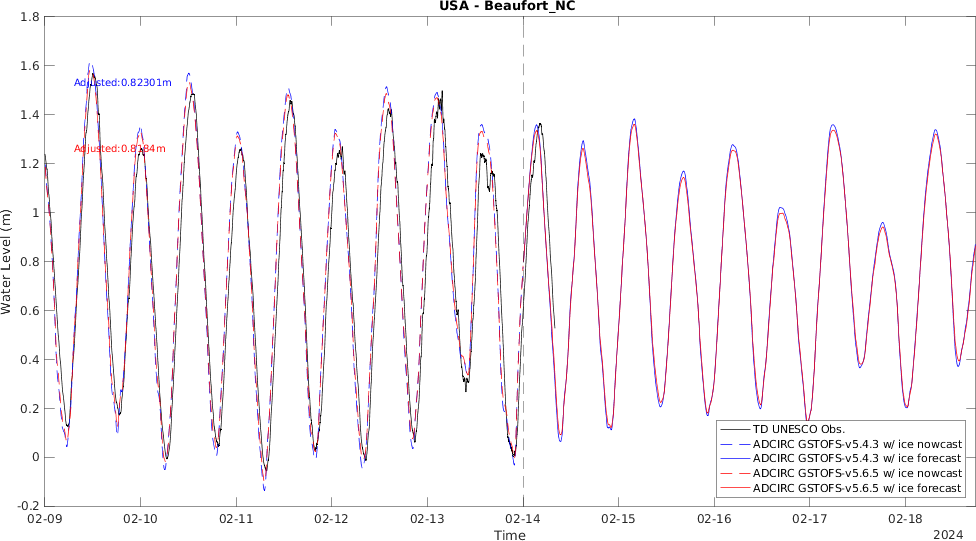 USA - Beaufort_NC
1.8
1.6
1.4
1.2
1
0.8
0.6
0.4
0.2
0
-0.2
Water Level (m)
Adjusted:0.82301m
Adjusted:0.8184m
TD UNESCO Obs.
ADCIRC GSTOFS-v5.4.3 w/ ice nowcast
ADCIRC GSTOFS-v5.4.3 w/ ice forecast
ADCIRC GSTOFS-v5.6.5 w/ ice nowcast
ADCIRC GSTOFS-v5.6.5 w/ ice forecast
02-09 02-10 02-11 02-12 02-13 02-14 02-15 02-16 02-17 02-18
Time
2024